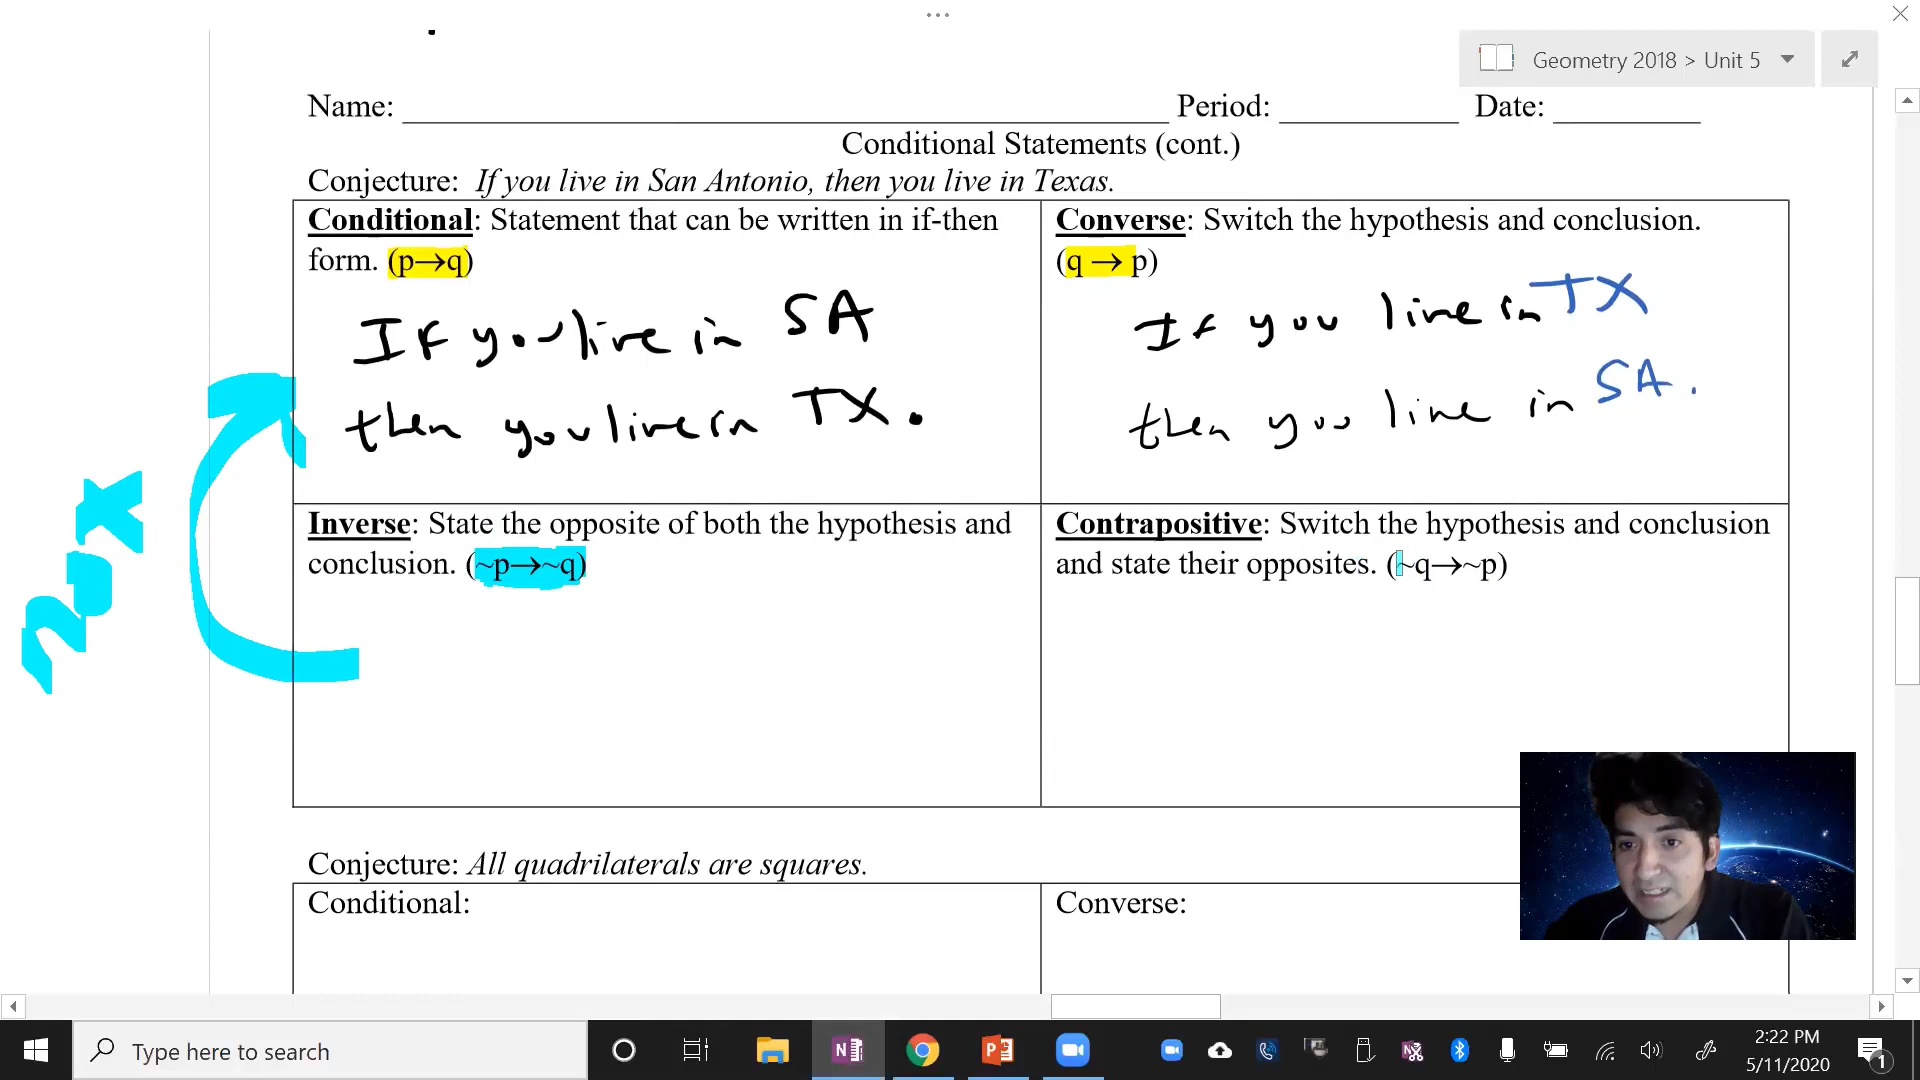 Geometry 2018 > Unit 5
Name: Period: Date:
Conditional Statements (cont.)
Conjecture: If you live in San Antonio, then you live in Texas.
Conditional: Statement that can be written in if-then
form. (p→q)
If you live in SA
then you live in TX.
Converse: Switch the hypothesis and conclusion.
(q → p)
If you live in TX
then you live in SA.
Inverse: State the opposite of both the hypothesis and
conclusion. (~p→~q)
Contrapositive: Switch the hypothesis and conclusion
and state their opposites. (~q→~p)
Conjecture: All quadrilaterals are squares.
Conditional:
Converse:
Type here to search
2:22 PM
5/11/2020
1